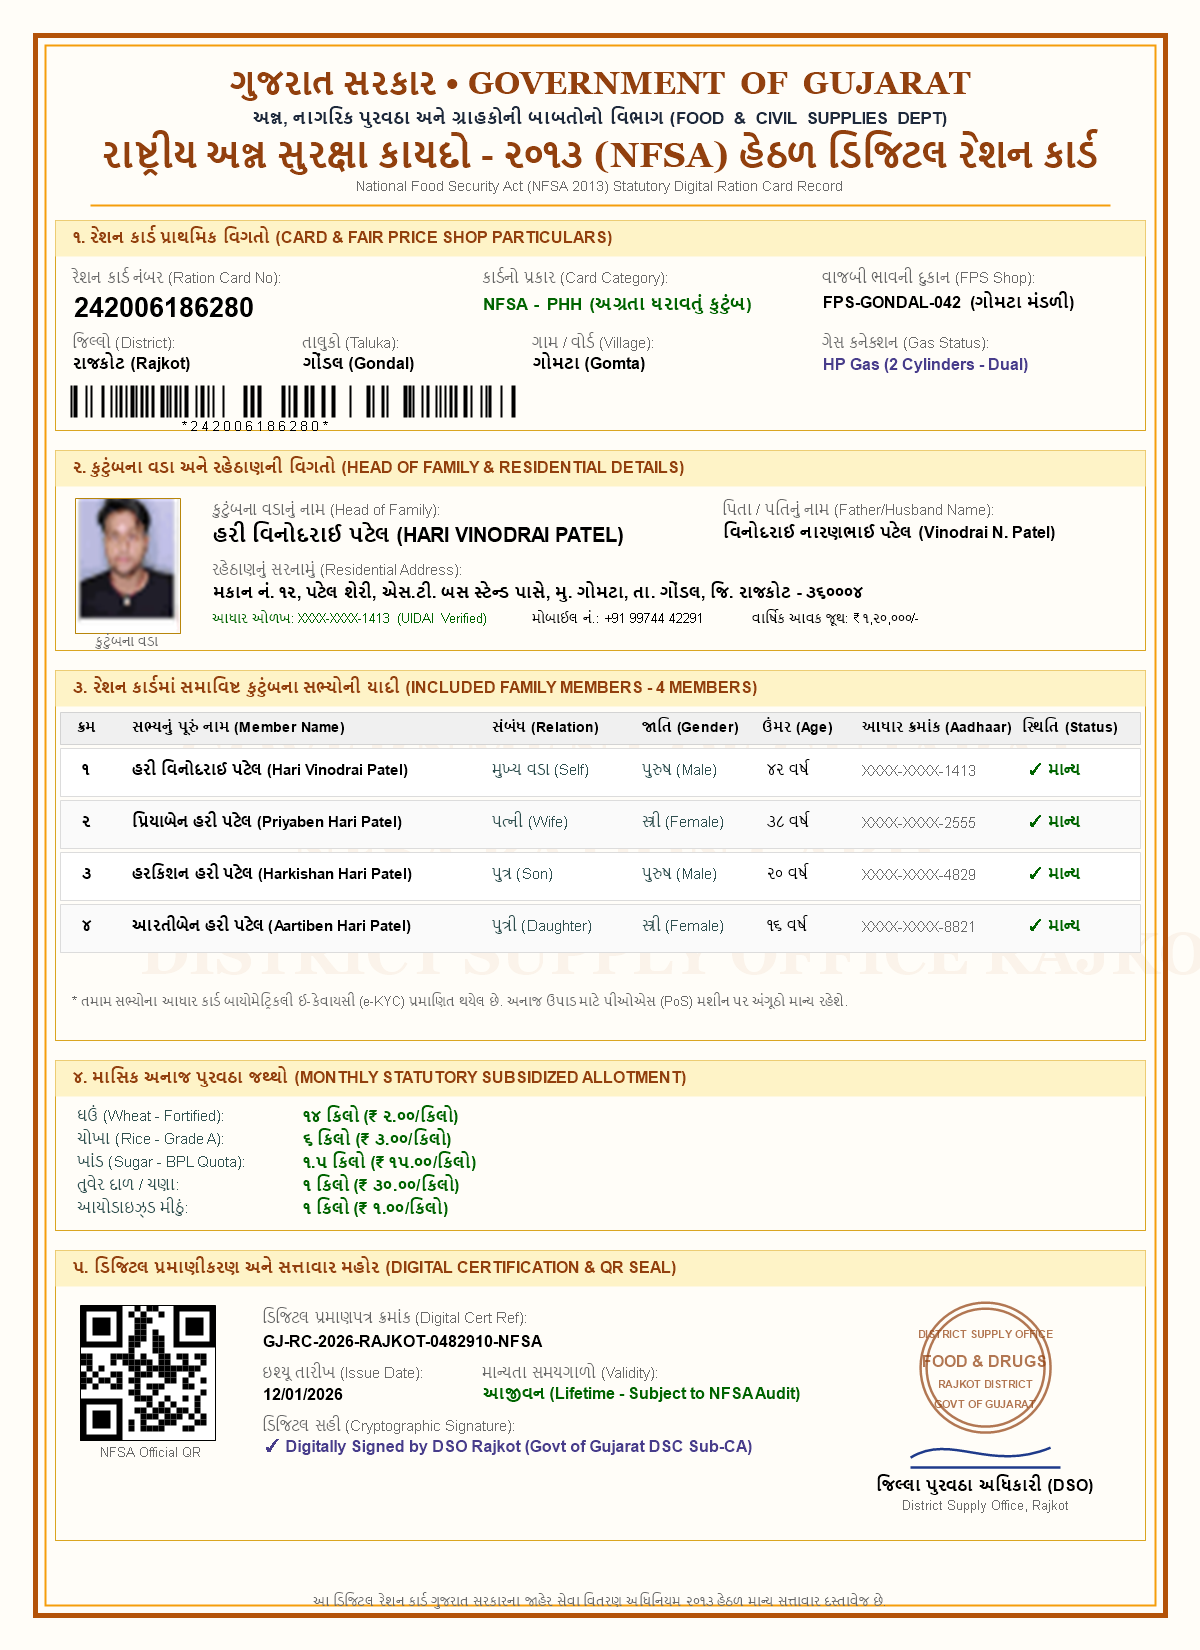 ગુજરાત સરકાર • GOVERNMENT OF GUJARAT
અન્ન, નાગરિક પુરવઠા અને ગ્રાહકોની બાબતોનો વિભાગ (FOOD & CIVIL SUPPLIES DEPT)
રાષ્ટ્રીય અન્ન સુરક્ષા કાયદો - ૨૦૧૩ (NFSA) હેઠળ ડિજિટલ રેશન કાર્ડ
National Food Security Act (NFSA 2013) Statutory Digital Ration Card Record
૧. રેશન કાર્ડ પ્રાથમિક વિગતો (CARD & FAIR PRICE SHOP PARTICULARS)
રેશન કાર્ડ નંબર (Ration Card No): કાર્ડનો પ્રકાર (Card Category): વાજબી ભાવની દુકાન (FPS Shop):
242006186280 NFSA - PHH (અગ્રતા ધરાવતું કુટુંબ) FPS-GONDAL-042 (ગોમટા મંડળી)
જિલ્લો (District): તાલુકો (Taluka): ગામ / વોર્ડ (Village): ગેસ કનેક્શન (Gas Status):
રાજકોટ (Rajkot) ગોંડલ (Gondal) ગોમટા (Gomta) HP Gas (2 Cylinders - Dual)
*242006186280*
૨. કુટુંબના વડા અને રહેઠાણની વિગતો (HEAD OF FAMILY & RESIDENTIAL DETAILS)
કુટુંબના વડાનું નામ (Head of Family): પિતા / પતિનું નામ (Father/Husband Name):
હરી વિનોદરાઈ પટેલ (HARI VINODRAI PATEL) વિનોદરાઈ નારણભાઈ પટેલ (Vinodrai N. Patel)
રહેઠાણનું સરનામું (Residential Address):
મકાન નં. ૧૨, પટેલ શેરી, એસ.ટી. બસ સ્ટેન્ડ પાસે, મુ. ગોમટા, તા. ગોંડલ, જિ. રાજકોટ - ૩૬૦૦૦૪
આધાર ઓળખ: XXXX-XXXX-1413 (UIDAI Verified) મોબાઈલ નં.: +91 99744 42291 વાર્ષિક આવક જૂથ: ₹ ૧,૨૦,૦૦૦/-
કુટુંબના વડા
૩. રેશન કાર્ડમાં સમાવિષ્ટ કુટુંબના સભ્યોની યાદી (INCLUDED FAMILY MEMBERS - 4 MEMBERS)
ક્રમ સભ્યનું પૂરું નામ (Member Name) સંબંધ (Relation) જાતિ (Gender) ઉંમર (Age) આધાર ક્રમાંક (Aadhaar) સ્થિતિ (Status)
૧ હરી વિનોદરાઈ પટેલ (Hari Vinodrai Patel) મુખ્ય વડા (Self) પુરુષ (Male) ૪૨ વર્ષ XXXX-XXXX-1413 ✓ માન્ય
૨ પ્રિયાબેન હરી પટેલ (Priyaben Hari Patel) પત્ની (Wife) સ્ત્રી (Female) ૩૮ વર્ષ XXXX-XXXX-2555 ✓ માન્ય
૩ હરકિશન હરી પટેલ (Harkishan Hari Patel) પુત્ર (Son) પુરુષ (Male) ૨૦ વર્ષ XXXX-XXXX-4829 ✓ માન્ય
૪ આરતીબેન હરી પટેલ (Aartiben Hari Patel) પુત્રી (Daughter) સ્ત્રી (Female) ૧૬ વર્ષ XXXX-XXXX-8821 ✓ માન્ય
DISTRICT SUPPLY OFFICE RAJKO
* તમામ સભ્યોના આધાર કાર્ડ બાયોમેટ્રિકલી ઈ-કેવાયસી (e-KYC) પ્રમાણિત થયેલ છે. અનાજ ઉપાડ માટે પીઓએસ (PoS) મશીન પર અંગૂઠો માન્ય રહેશે.
૪. માસિક અનાજ પુરવઠા જથ્થો (MONTHLY STATUTORY SUBSIDIZED ALLOTMENT)
ઘઉં (Wheat - Fortified): ૧૪ કિલો (₹ ૨.૦૦/કિલો)
ચોખા (Rice - Grade A): ૬ કિલો (₹ ૩.૦૦/કિલો)
ખાંડ (Sugar - BPL Quota): ૧.૫ કિલો (₹ ૧૫.૦૦/કિલો)
તુવેર દાળ / ચણા: ૧ કિલો (₹ ૩૦.૦૦/કિલો)
આયોડાઇઝ્ડ મીઠું: ૧ કિલો (₹ ૧.૦૦/કિલો)
૫. ડિજિટલ પ્રમાણીકરણ અને સત્તાવાર મહોર (DIGITAL CERTIFICATION & QR SEAL)
NFSA Official QR
ડિજિટલ પ્રમાણપત્ર ક્રમાંક (Digital Cert Ref):
GJ-RC-2026-RAJKOT-0482910-NFSA
ઇશ્યૂ તારીખ (Issue Date): માન્યતા સમયગાળો (Validity):
12/01/2026 આજીવન (Lifetime - Subject to NFSA Audit)
ડિજિટલ સહી (Cryptographic Signature):
✓ Digitally Signed by DSO Rajkot (Govt of Gujarat DSC Sub-CA)
DISTRICT SUPPLY OFFICE
FOOD & DRUGS
RAJKOT DISTRICT
GOVT OF GUJARAT
જિલ્લા પુરવઠા અધિકારી (DSO)
District Supply Office, Rajkot
આ ડિજિટલ રેશન કાર્ડ ગુજરાત સરકારના જાહેર સેવા વિતરણ અધિનિયમ ૨૦૧૩ હેઠળ માન્ય સત્તાવાર દસ્તાવેજ છે.